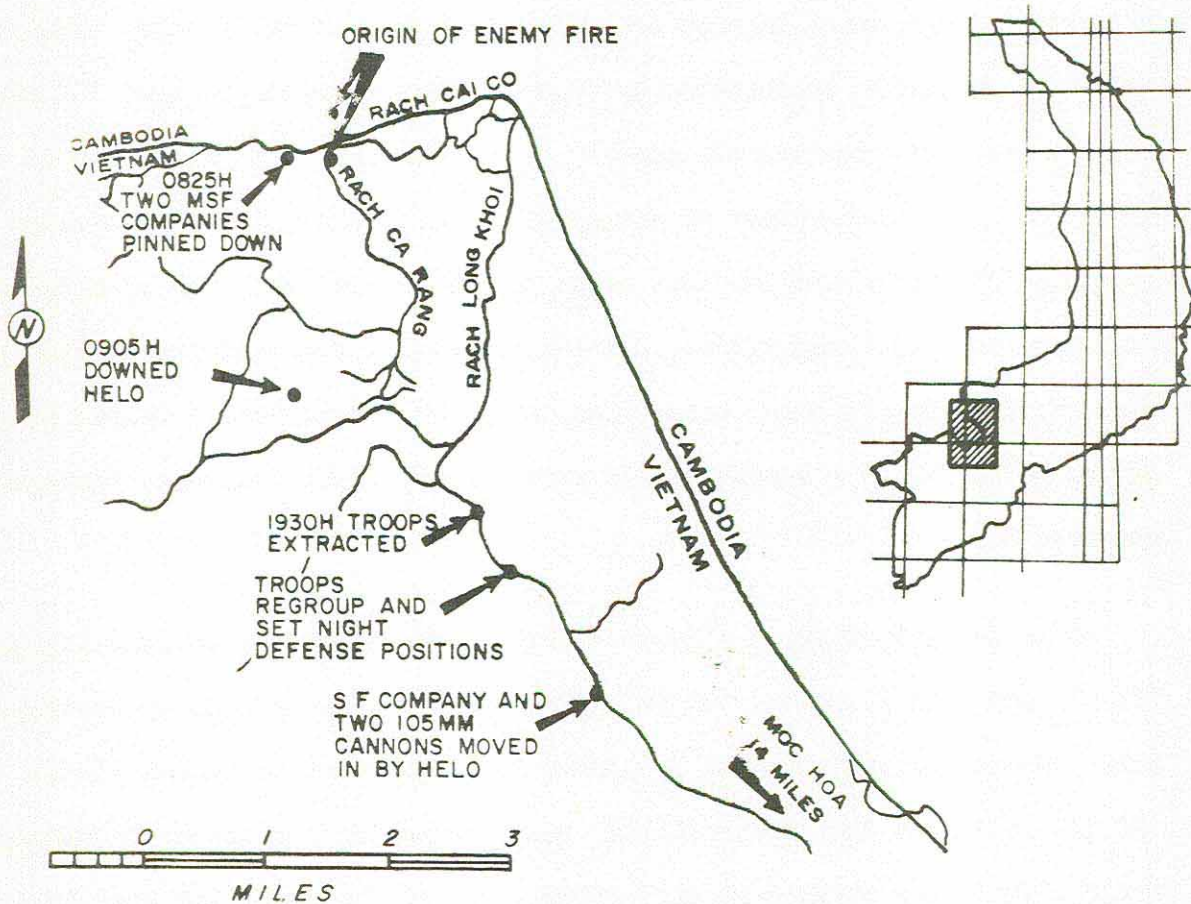 ORIGIN OF ENEMY FIRE
RACH CAI CO
CAMBODIA
VIETNAM
0825H
TWO MSF
COMPANIES
PINNED DOWN
RACH CA RANG
RACH LONG KHOI
N
0905H
DOWNED
HELO
CAMBODIA
VIETNAM
1930H TROOPS
EXTRACTED
TROOPS
REGROUP AND
SET NIGHT
DEFENSE POSITIONS
S F COMPANY AND
TWO 105MM
CANNONS MOVED
IN BY HELO
MOC HOA
14 MILES
0 1 2 3
MILES